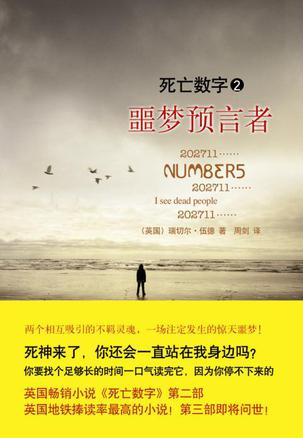 死亡数字❷
噩梦预言者
202711······
NUMBERS
202711······
I see dead people
202711······
（英国）瑞切尔·伍德 著 周剑 译
两个相互吸引的不羁灵魂，一场注定发生的惊天噩梦！
死神来了，你还会一直站在我身边吗？
你要找个足够长的时间一口气读完它，因为你停不下来的
英国畅销小说《死亡数字》第二部
英国地铁捧读率最高的小说！第三部即将问世！